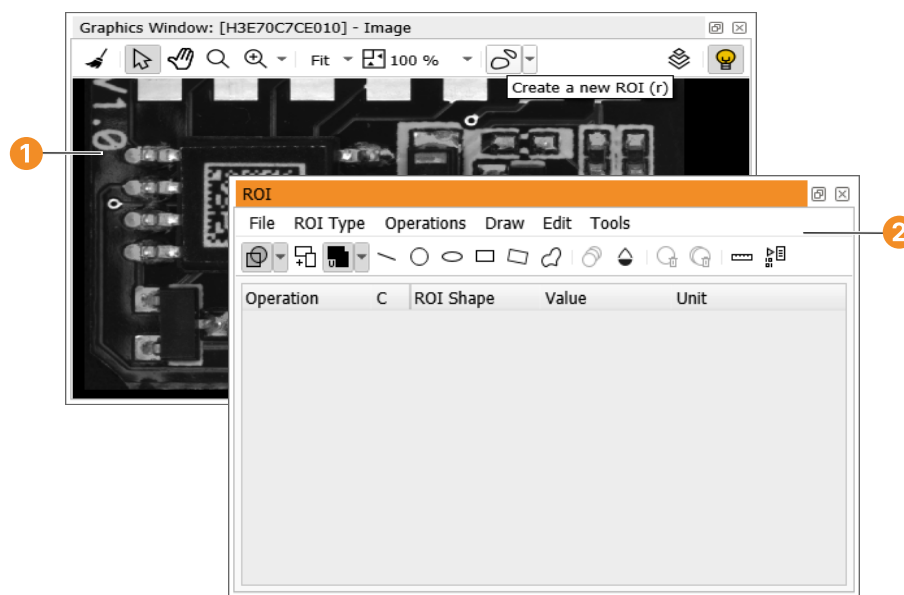 Graphics Window: [H3E70C7CE010] - Image
Fit 100 %
Create a new ROI (r)
V1.0
1
ROI
2
File ROI Type Operations Draw Edit Tools
U
Operation C ROI Shape Value Unit